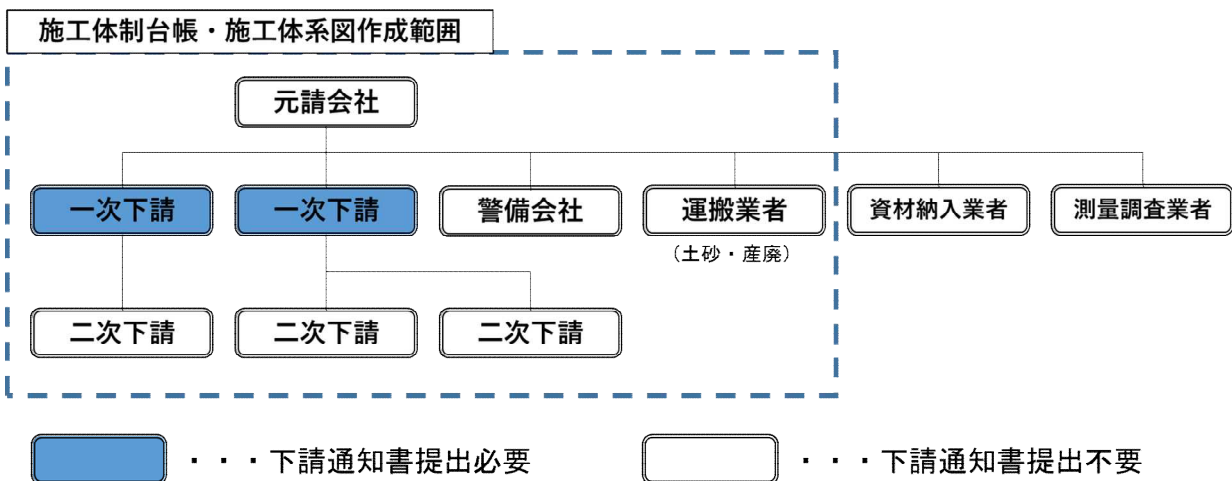 施工体制台帳・施工体系図作成範囲
元請会社
一次下請
一次下請
警備会社
運搬業者
資材納入業者
測量調査業者
（土砂・産廃）
二次下請
二次下請
二次下請
・・・下請通知書提出必要
・・・下請通知書提出不要